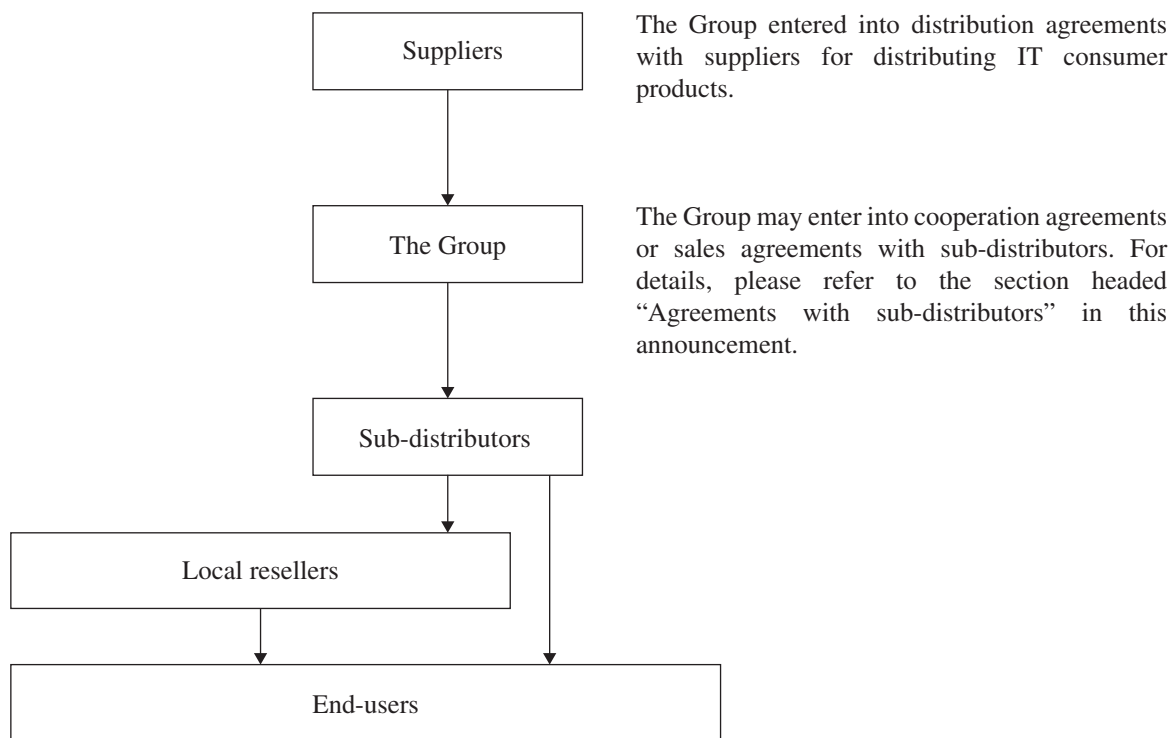 Suppliers
The Group entered into distribution agreements
with suppliers for distributing IT consumer
products.
The Group
The Group may enter into cooperation agreements
or sales agreements with sub-distributors. For
details, please refer to the section headed
“Agreements with sub-distributors” in this
announcement.
Sub-distributors
Local resellers
End-users